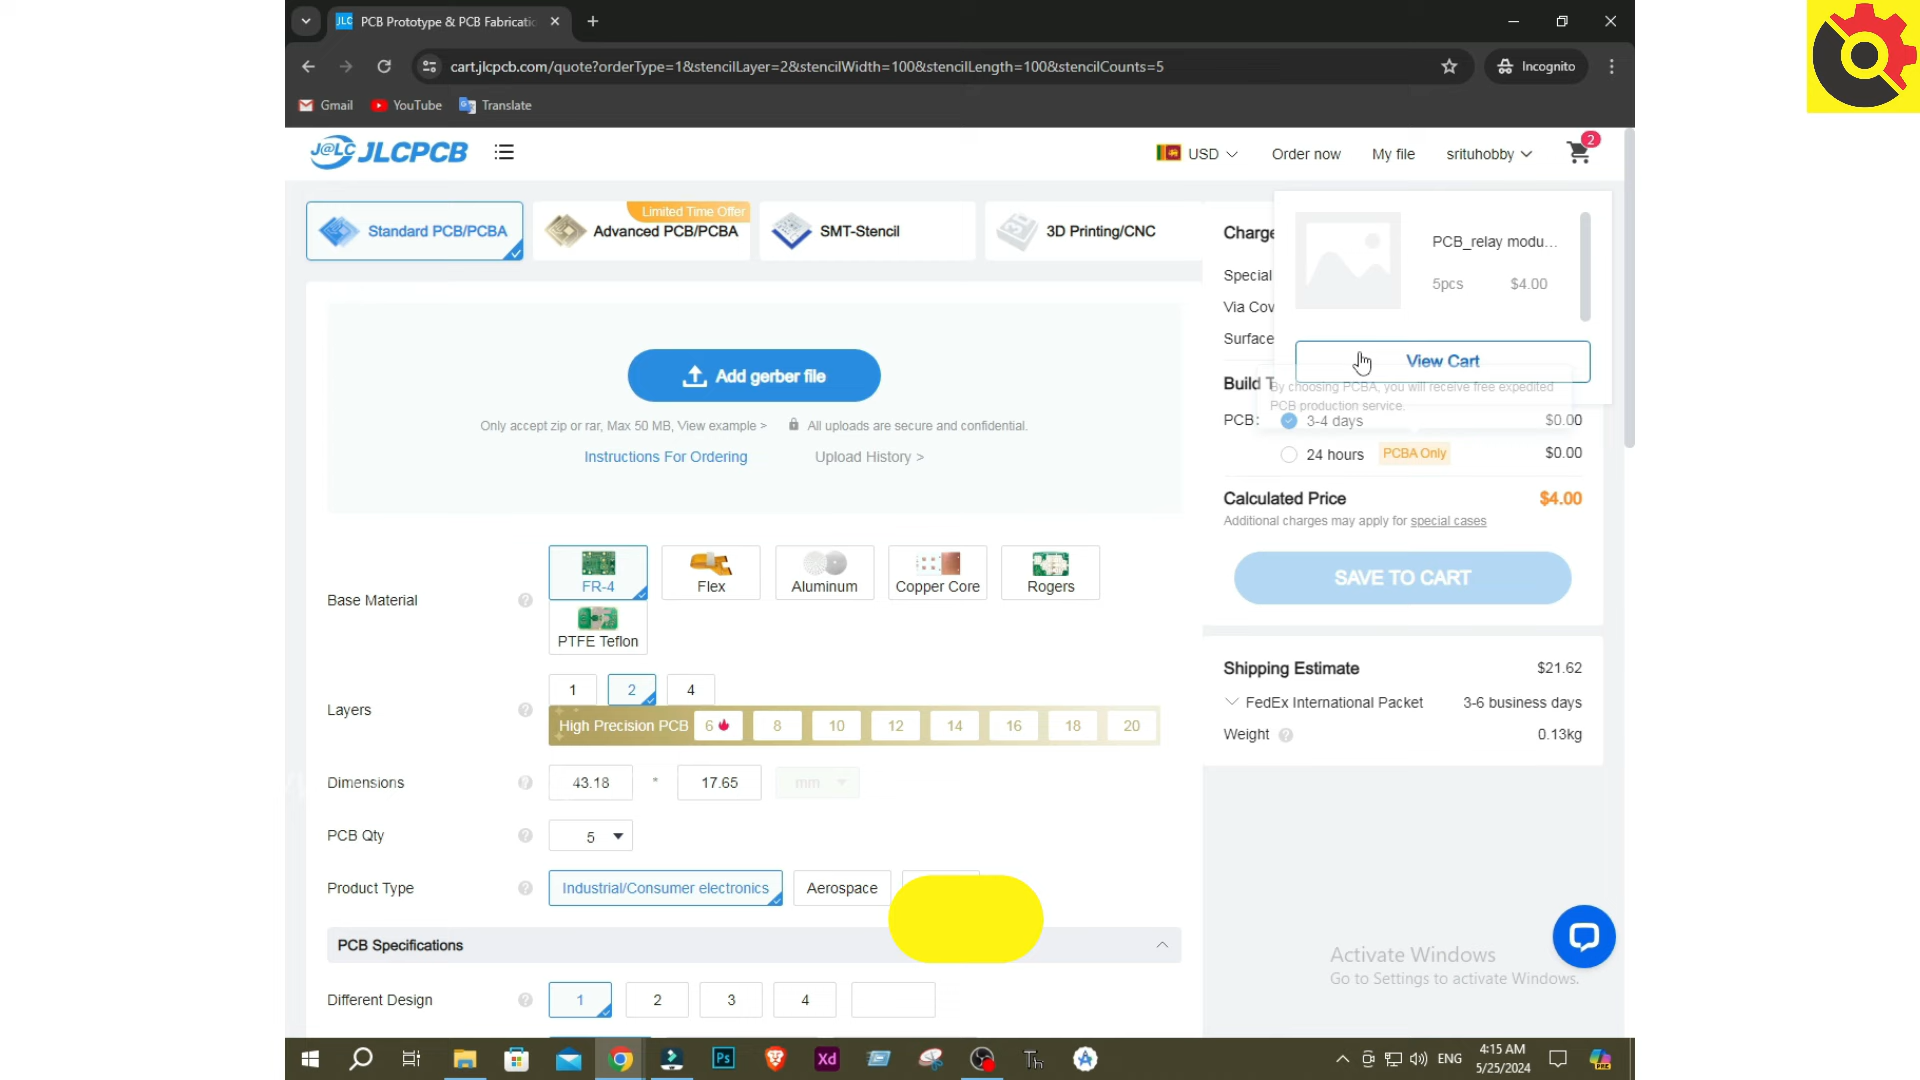 PCB Prototype & PCB Fabricati
cart.jlcpcb.com/quote?orderType=1&stencilLayer=2&stencilWidth=100&stencilLength=100&stencilCounts=5
Incognito
Gmail YouTube Translate
J@LC JLCPCB
USD Order now My file srituhobby 2
Standard PCB/PCBA
Limited Time Offer
Advanced PCB/PCBA
SMT-Stencil
3D Printing/CNC
Charge
PCB_relay modu...
Special
5pcs $4.00
Via Cov
Surface
View Cart
Build T
By choosing PCBA, you will receive free expedited
PCB production service.
PCB: 3-4 days $0.00
24 hours PCBA Only $0.00
Calculated Price $4.00
Additional charges may apply for special cases
SAVE TO CART
Shipping Estimate $21.62
FedEx International Packet 3-6 business days
Weight ? 0.13kg
Add gerber file
Only accept zip or rar, Max 50 MB, View example > All uploads are secure and confidential.
Instructions For Ordering Upload History >
Base Material ? FR-4 Flex Aluminum Copper Core Rogers
PTFE Teflon
Layers ? 1 2 4
High Precision PCB 6 8 10 12 14 16 18 20
Dimensions ? 43.18 * 17.65 mm
PCB Qty ? 5
Product Type ? Industrial/Consumer electronics Aerospace
PCB Specifications
Different Design ? 1 2 3 4
Activate Windows
Go to Settings to activate Windows.
Ps Xd Th ENG
4:15 AM
5/25/2024
PRE